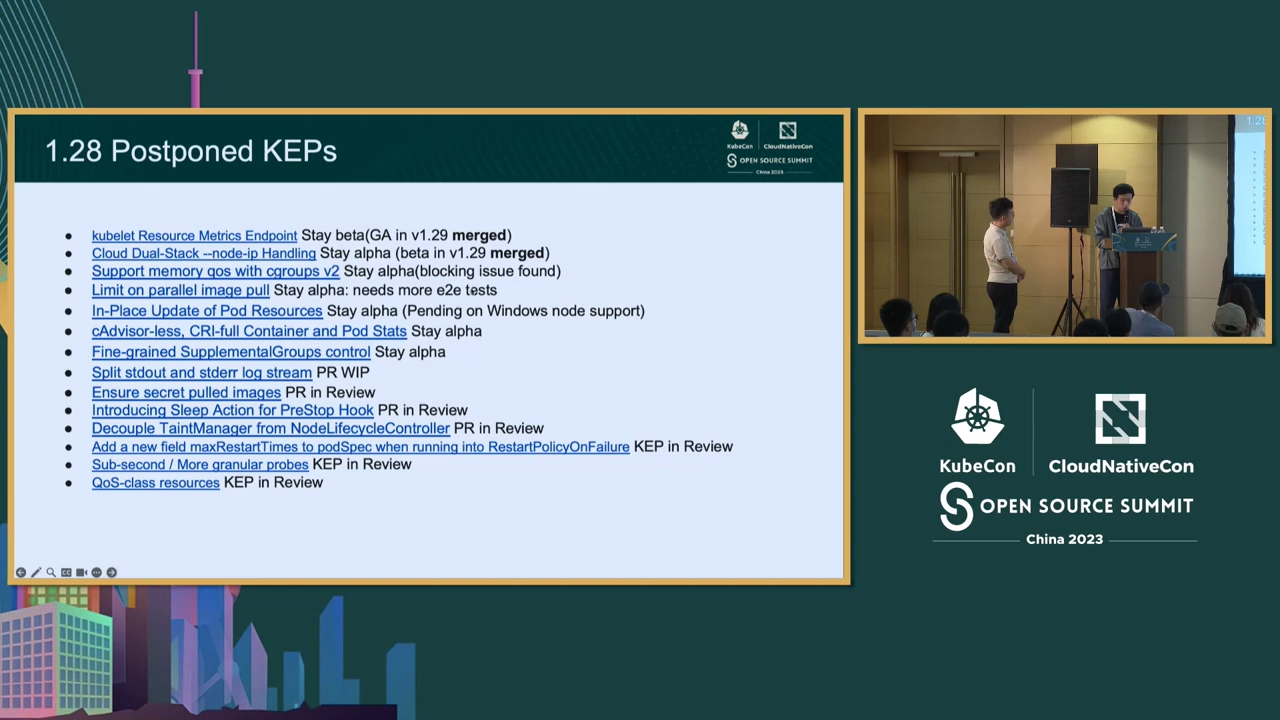 1.28 Postponed KEPs
KubeCon
CloudNativeCon
OPEN SOURCE SUMMIT
China 2023
• kubelet Resource Metrics Endpoint Stay beta(GA in v1.29 merged)
• Cloud Dual-Stack --node-ip Handling Stay alpha (beta in v1.29 merged)
• Support memory qos with cgroups v2 Stay alpha(blocking issue found)
• Limit on parallel image pull Stay alpha: needs more e2e tests
• In-Place Update of Pod Resources Stay alpha (Pending on Windows node support)
• cAdvisor-less, CRI-full Container and Pod Stats Stay alpha
• Fine-grained SupplementalGroups control Stay alpha
• Split stdout and stderr log stream PR WIP
• Ensure secret pulled images PR in Review
• Introducing Sleep Action for PreStop Hook PR in Review
• Decouple TaintManager from NodeLifecycleController PR in Review
• Add a new field maxRestartTimes to podSpec when running into RestartPolicyOnFailure KEP in Review
• Sub-second / More granular probes KEP in Review
• QoS-class resources KEP in Review
1.28
KubeCon
CloudNativeCon
OPEN SOURCE SUMMIT
China 2023